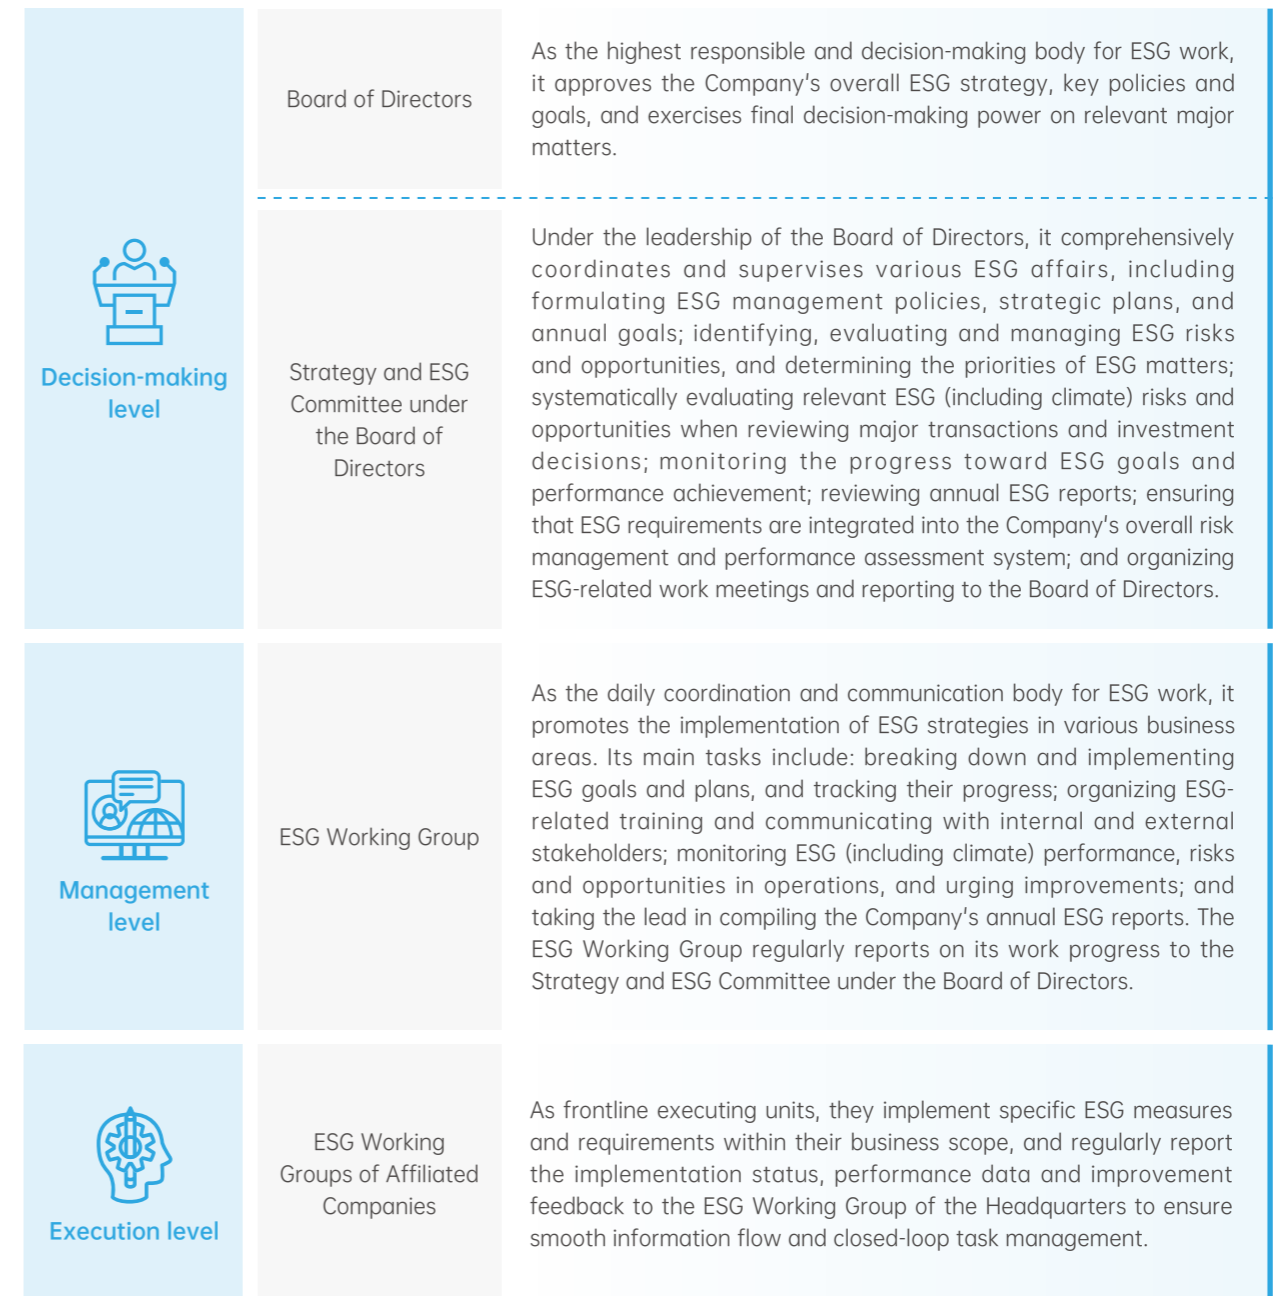 Decision-making
level
Board of Directors
As the highest responsible and decision-making body for ESG work,
it approves the Company's overall ESG strategy, key policies and
goals, and exercises final decision-making power on relevant major
matters.
Strategy and ESG
Committee under
the Board of
Directors
Under the leadership of the Board of Directors, it comprehensively
coordinates and supervises various ESG affairs, including
formulating ESG management policies, strategic plans, and
annual goals; identifying, evaluating and managing ESG risks
and opportunities, and determining the priorities of ESG matters;
systematically evaluating relevant ESG (including climate) risks and
opportunities when reviewing major transactions and investment
decisions; monitoring the progress toward ESG goals and
performance achievement; reviewing annual ESG reports; ensuring
that ESG requirements are integrated into the Company's overall risk
management and performance assessment system; and organizing
ESG-related work meetings and reporting to the Board of Directors.
Management
level
ESG Working Group
As the daily coordination and communication body for ESG work, it
promotes the implementation of ESG strategies in various business
areas. Its main tasks include: breaking down and implementing
ESG goals and plans, and tracking their progress; organizing ESG-
related training and communicating with internal and external
stakeholders; monitoring ESG (including climate) performance, risks
and opportunities in operations, and urging improvements; and
taking the lead in compiling the Company's annual ESG reports. The
ESG Working Group regularly reports on its work progress to the
Strategy and ESG Committee under the Board of Directors.
Execution level
ESG Working
Groups of Affiliated
Companies
As frontline executing units, they implement specific ESG measures
and requirements within their business scope, and regularly report
the implementation status, performance data and improvement
feedback to the ESG Working Group of the Headquarters to ensure
smooth information flow and closed-loop task management.